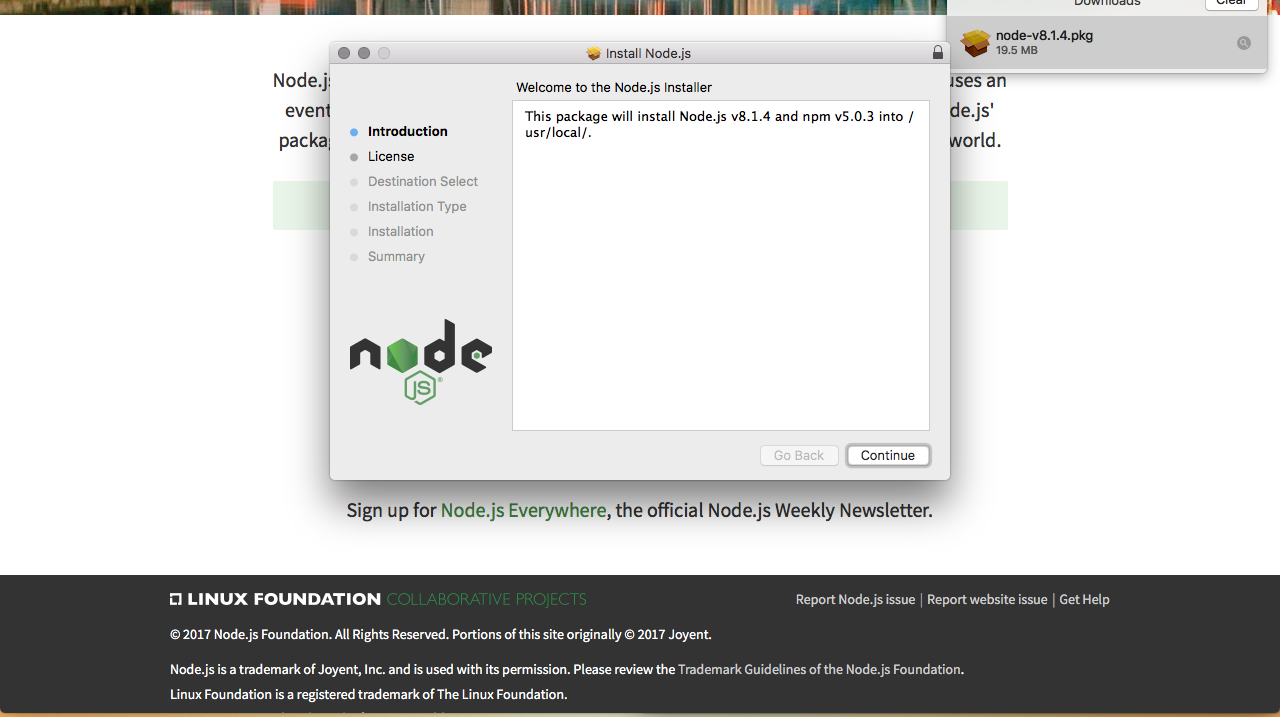 Downloads
Clear
node-v8.1.4.pkg
19.5 MB
Install Node.js
Welcome to the Node.js Installer
This package will install Node.js v8.1.4 and npm v5.0.3 into /
usr/local/.
Introduction
License
Destination Select
Installation Type
Installation
Summary
node
JS
Go Back
Continue
Node.js
uses an
event
de.js'
packag
world.
Sign up for Node.js Everywhere, the official Node.js Weekly Newsletter.
LINUX FOUNDATION COLLABORATIVE PROJECTS
Report Node.js issue | Report website issue | Get Help
© 2017 Node.js Foundation. All Rights Reserved. Portions of this site originally © 2017 Joyent.
Node.js is a trademark of Joyent, Inc. and is used with its permission. Please review the Trademark Guidelines of the Node.js Foundation.
Linux Foundation is a registered trademark of The Linux Foundation.